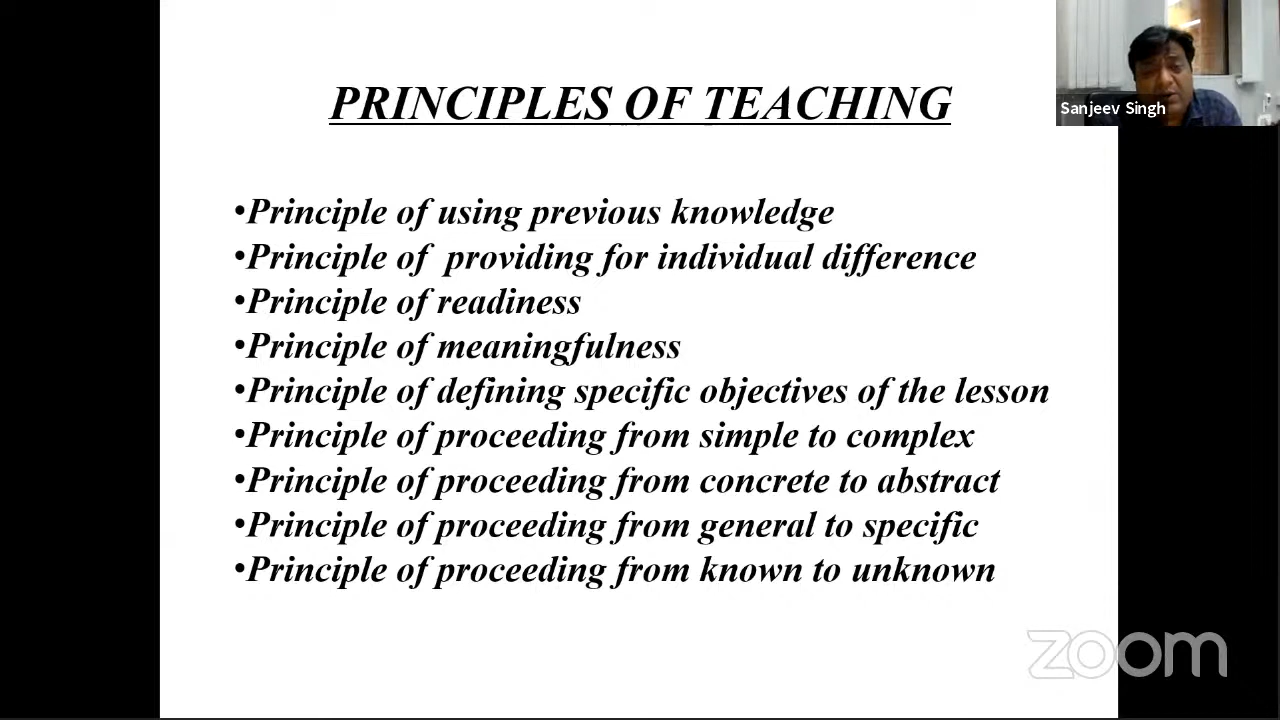 PRINCIPLES OF TEACHING
Sanjeev Singh
•Principle of using previous knowledge
•Principle of  providing for individual difference
•Principle of readiness
•Principle of meaningfulness
•Principle of defining specific objectives of the lesson
•Principle of proceeding from simple to complex
•Principle of proceeding from concrete to abstract
•Principle of proceeding from general to specific
•Principle of proceeding from known to unknown
zoom